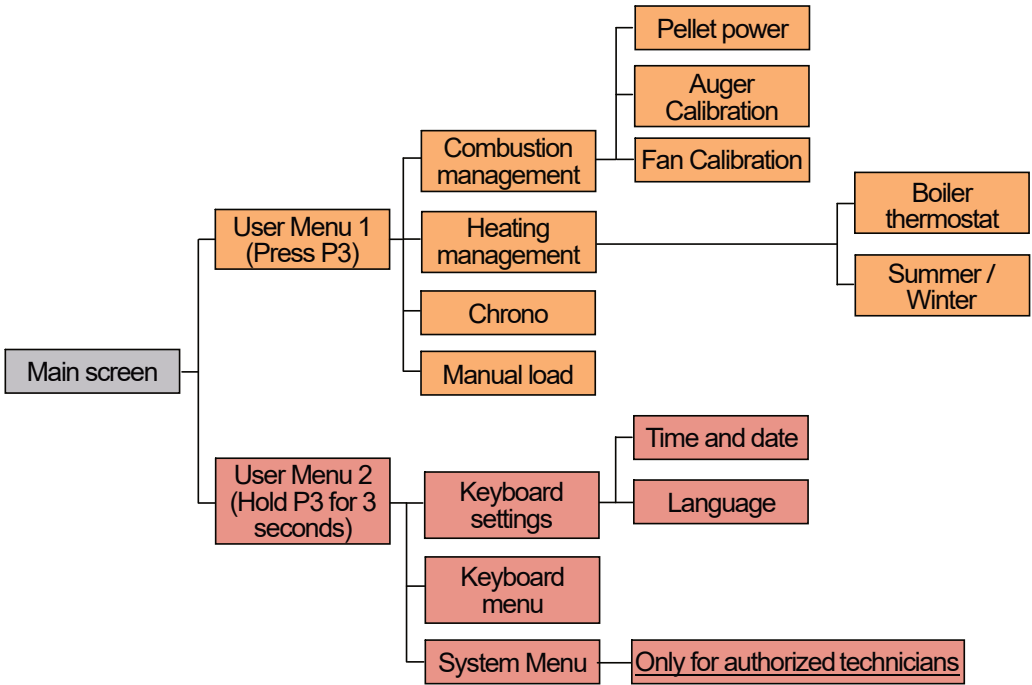 Pellet power
Auger
Calibration
Combustion
management
Fan Calibration
User Menu 1
(Press P3)
Heating
management
Boiler
thermostat
Summer /
Winter
Chrono
Manual load
Main screen
User Menu 2
(Hold P3 for 3
seconds)
Keyboard
settings
Time and date
Language
Keyboard
menu
System Menu
Only for authorized technicians